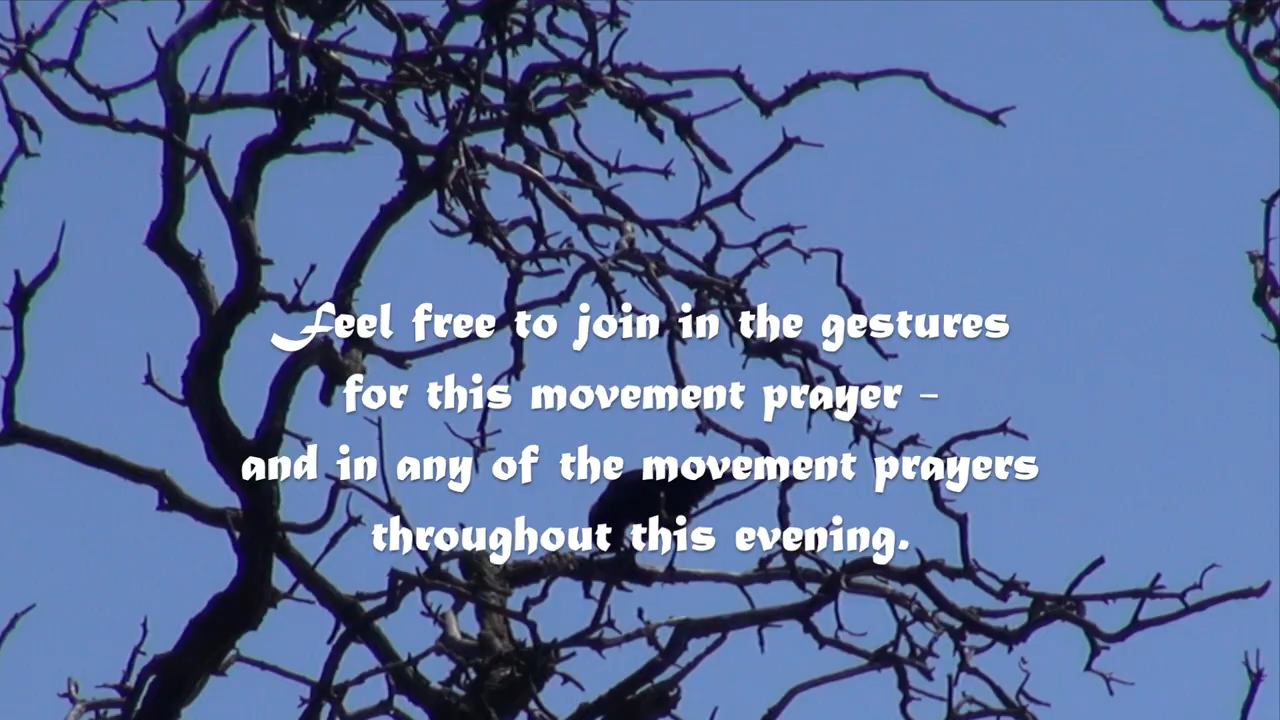 Feel free to join in the gestures
for this movement prayer –
and in any of the movement prayers
throughout this evening.